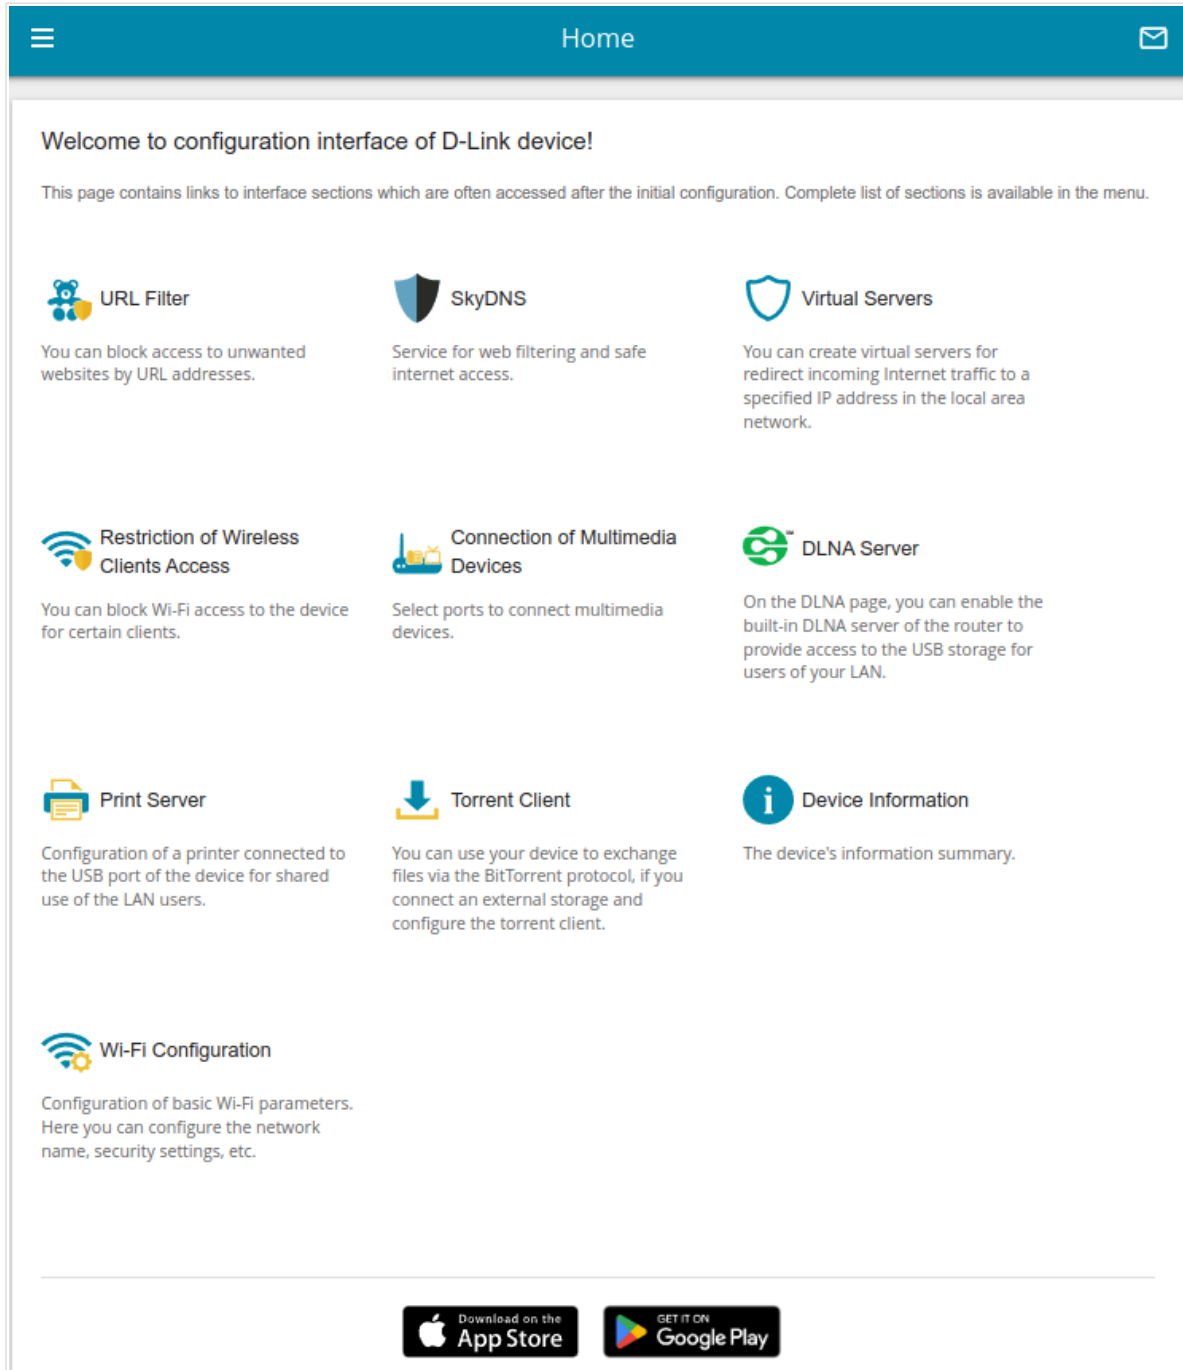 Home
Welcome to configuration interface of D-Link device!
This page contains links to interface sections which are often accessed after the initial configuration. Complete list of sections is available in the menu.
URL Filter
You can block access to unwanted
websites by URL addresses.
SkyDNS
Service for web filtering and safe
internet access.
Virtual Servers
You can create virtual servers for
redirect incoming Internet traffic to a
specified IP address in the local area
network.
Restriction of Wireless
Clients Access
You can block Wi-Fi access to the device
for certain clients.
Connection of Multimedia
Devices
Select ports to connect multimedia
devices.
DLNA Server
On the DLNA page, you can enable the
built-in DLNA server of the router to
provide access to the USB storage for
users of your LAN.
Print Server
Configuration of a printer connected to
the USB port of the device for shared
use of the LAN users.
Torrent Client
You can use your device to exchange
files via the BitTorrent protocol, if you
connect an external storage and
configure the torrent client.
Device Information
The device's information summary.
Wi-Fi Configuration
Configuration of basic Wi-Fi parameters.
Here you can configure the network
name, security settings, etc.
Download on the
App Store
GET IT ON
Google Play